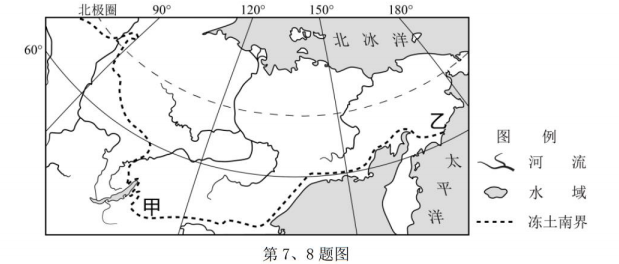 北极圈 90° 120° 150° 180°
60°
北冰洋
乙
太平洋
甲
图例
河流
水域
冻土南界
第7、8题图